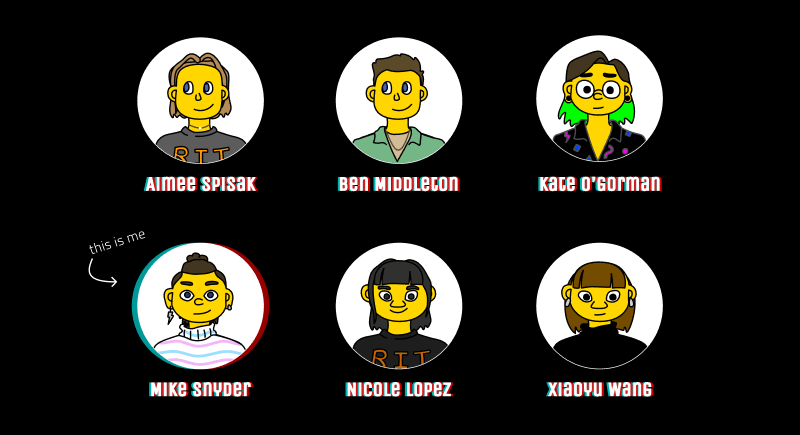 RIT
Aimee Spisak
Ben Middleton
Kate O'Gorman
this is me
Mike Snyder
RIT
Nicole Lopez
Xiaoyu Wang